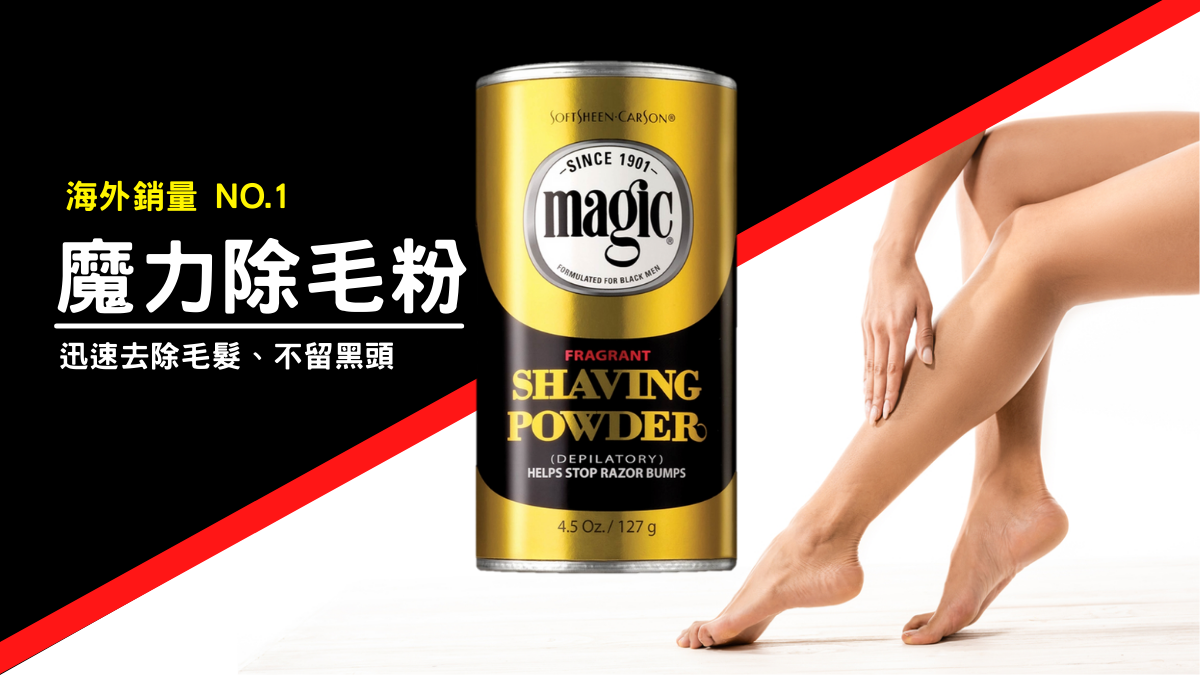 海外銷量 NO.1
魔力除毛粉
迅速去除毛髮、不留黑頭
SOFTSHEEN·CARSON®
-SINCE 1901-
magic®
FORMULATED FOR BLACK MEN
FRAGRANT
SHAVING
POWDER
(DEPILATORY)
HELPS STOP RAZOR BUMPS
4.5 Oz./ 127 g